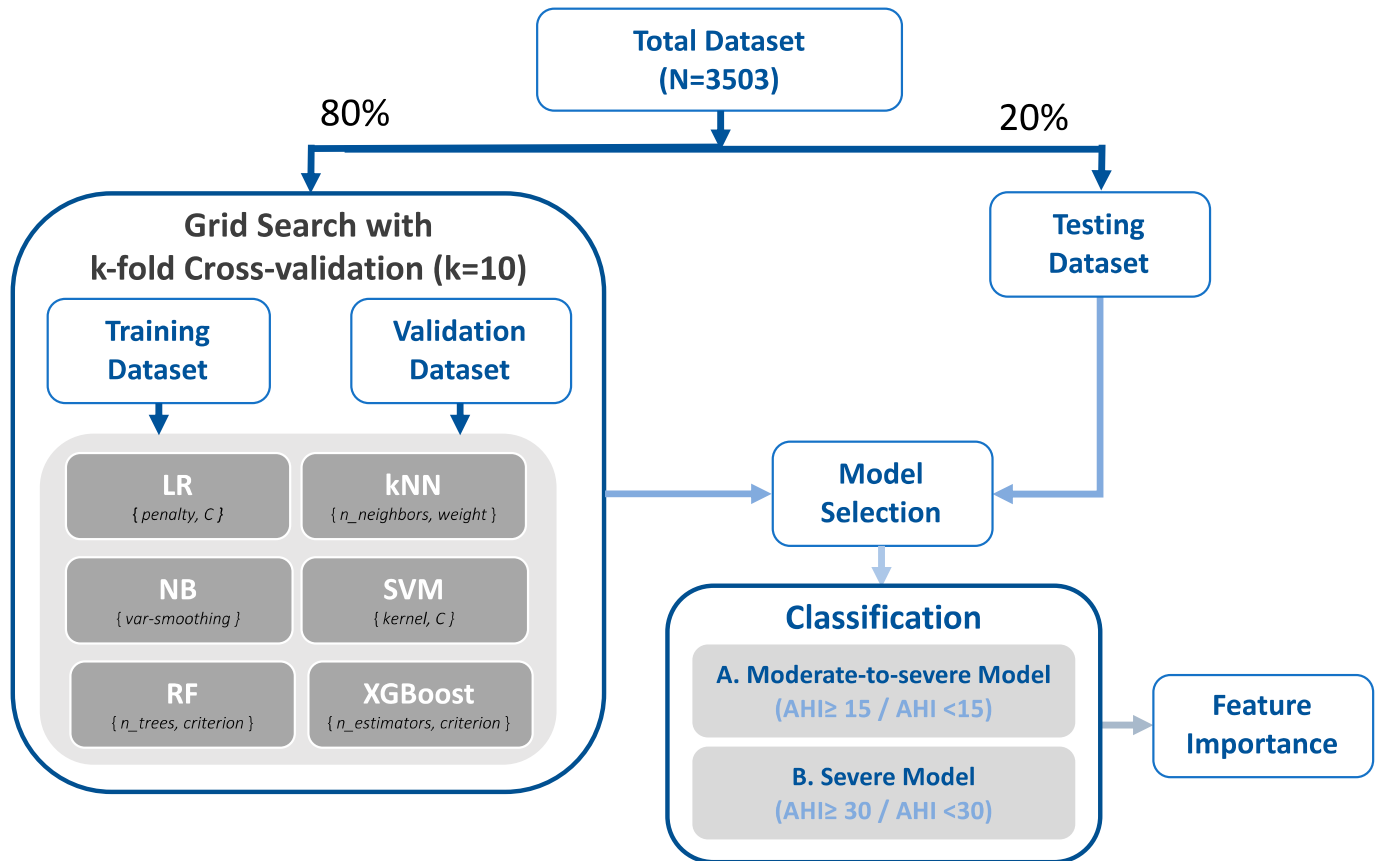 Total Dataset
(N=3503)
80%
20%
Grid Search with
k-fold Cross-validation (k=10)
Training
Dataset
Validation
Dataset
LR
{ penalty, C }
kNN
{ n_neighbors, weight }
NB
{ var-smoothing }
SVM
{ kernel, C }
RF
{ n_trees, criterion }
XGBoost
{ n_estimators, criterion }
Testing
Dataset
Model
Selection
Classification
A. Moderate-to-severe Model
(AHI≥ 15 / AHI <15)
B. Severe Model
(AHI≥ 30 / AHI <30)
Feature
Importance